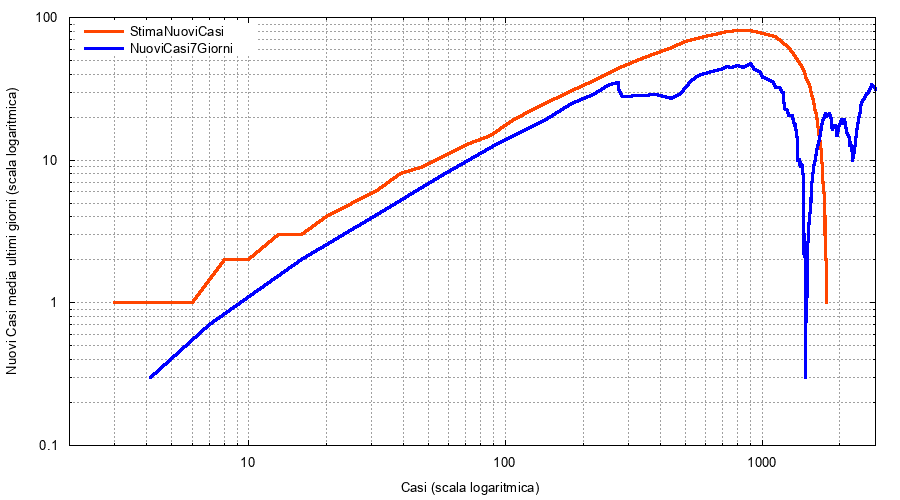 100
StimaNuoviCasi
NuoviCasi7Giorni
10
1
0.1
Nuovi Casi media ultimi giorni (scala logaritmica)
10
100
1000
Casi (scala logaritmica)